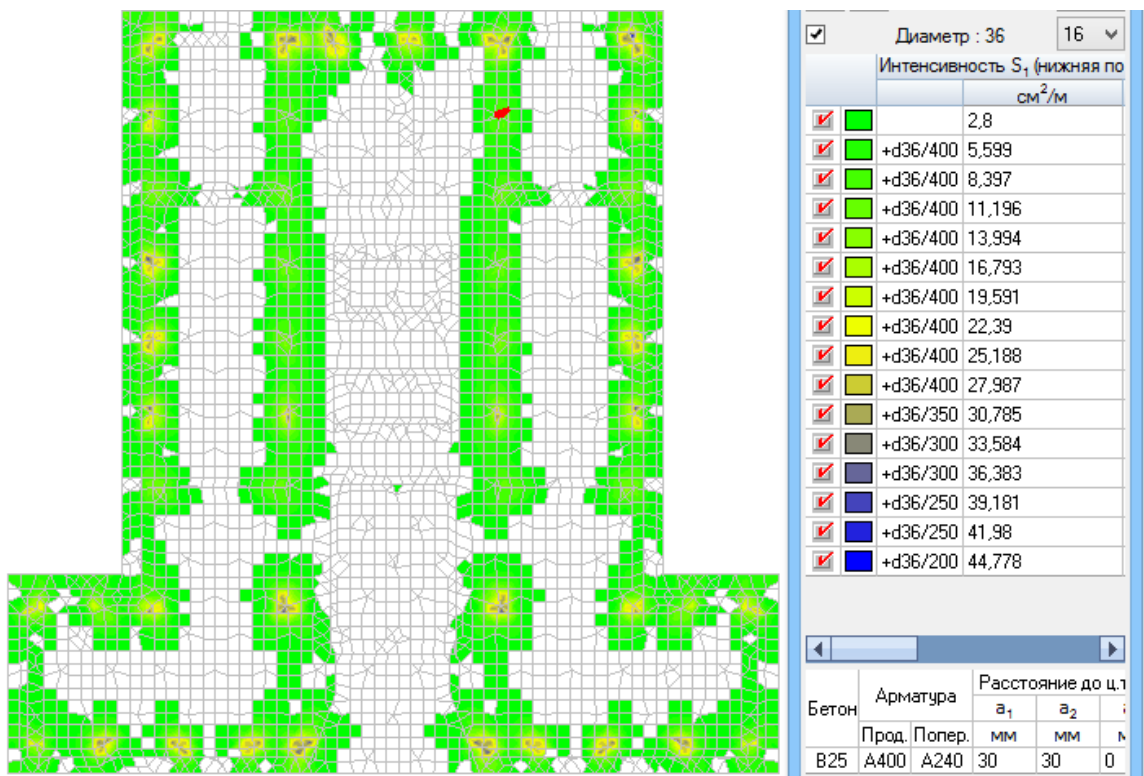 Диаметр : 36
16
Интенсивность S1 (нижняя по
см²/м
2,8
+d36/400 5,599
+d36/400 8,397
+d36/400 11,196
+d36/400 13,994
+d36/400 16,793
+d36/400 19,591
+d36/400 22,39
+d36/400 25,188
+d36/400 27,987
+d36/350 30,785
+d36/300 33,584
+d36/300 36,383
+d36/250 39,181
+d36/250 41,98
+d36/200 44,778
Бетон Арматура Расстояние до ц.т
a1 a2
Прод. Попер. мм мм
B25 A400 A240 30 30 0